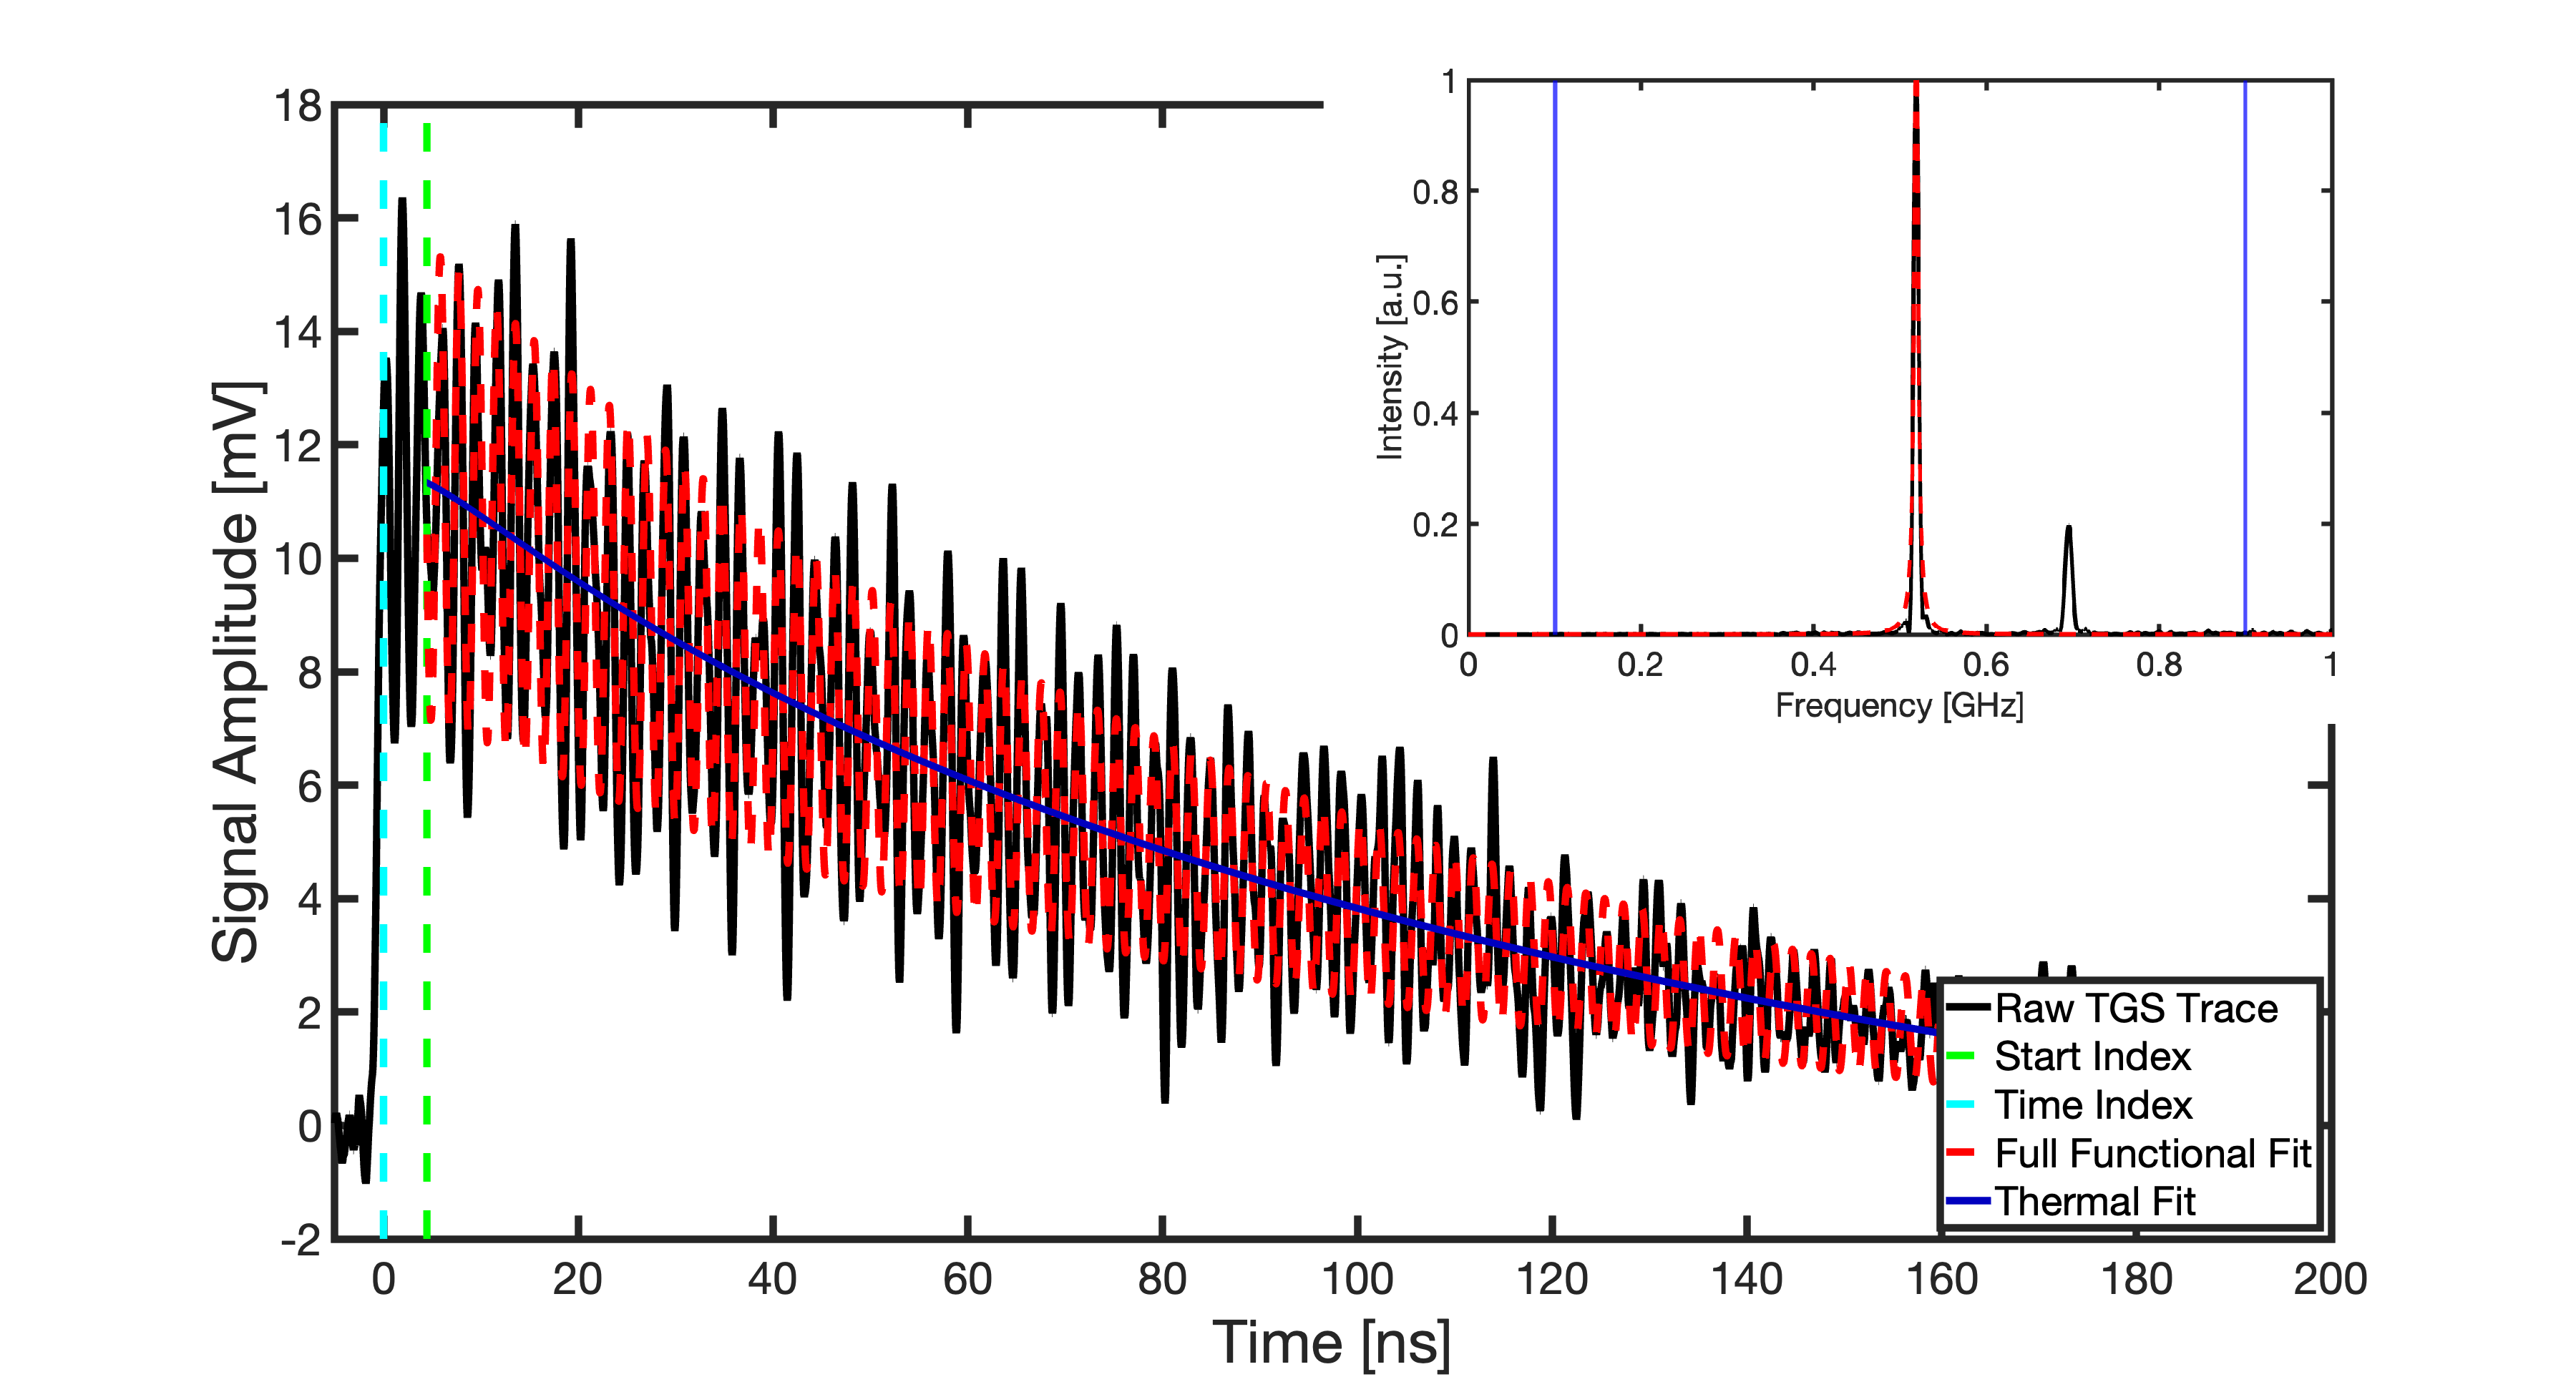 18
16
14
12
10
8
6
4
2
0
-2
Signal Amplitude [mV]
0 20 40 60 80 100 120 140 160 180 200
Time [ns]
1
0.8
0.6
0.4
0.2
0
Intensity [a.u.]
0 0.2 0.4 0.6 0.8 1
Frequency [GHz]
Raw TGS Trace
Start Index
Time Index
Full Functional Fit
Thermal Fit